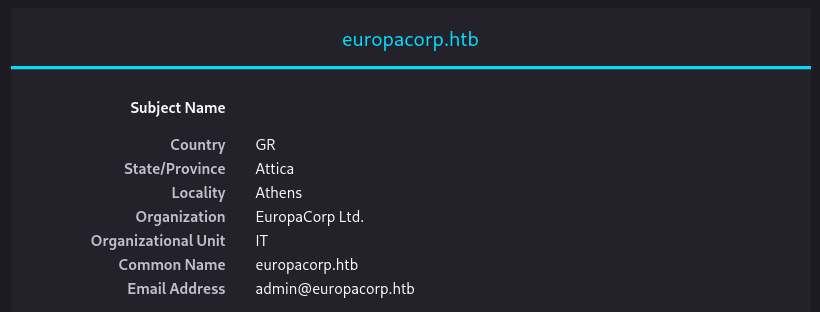 europacorp.htb
Subject Name
Country GR
State/Province Attica
Locality Athens
Organization EuropaCorp Ltd.
Organizational Unit IT
Common Name europacorp.htb
Email Address admin@europacorp.htb